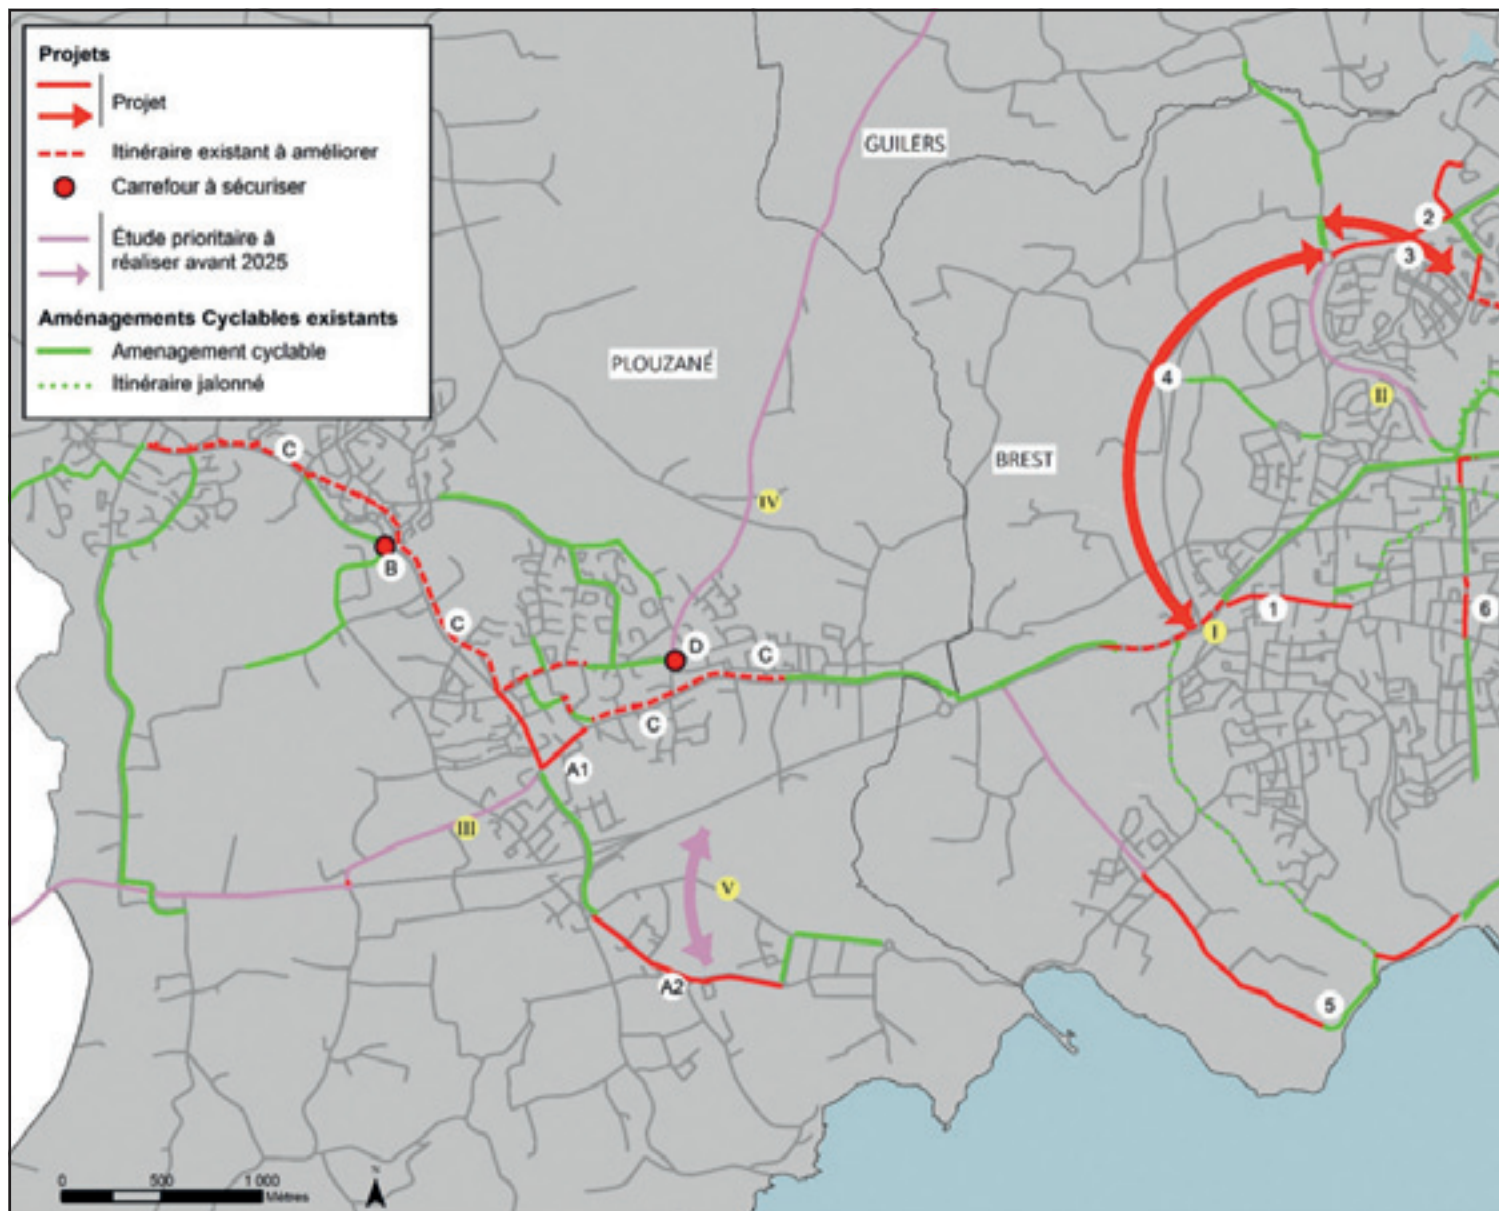 Projets
Projet
Itinéraire existant à améliorer
Carrefour à sécuriser
Étude prioritaire à
réaliser avant 2025
Aménagements Cyclables existants
Amenagement cyclable
Itinéraire jalonné
GUILERS
2
3
PLOUZANÉ
4
II
C
BREST
IV
B
C
D
C
I
1
6
C
A1
III
V
A2
5
0 500 1 000
Mètres
N